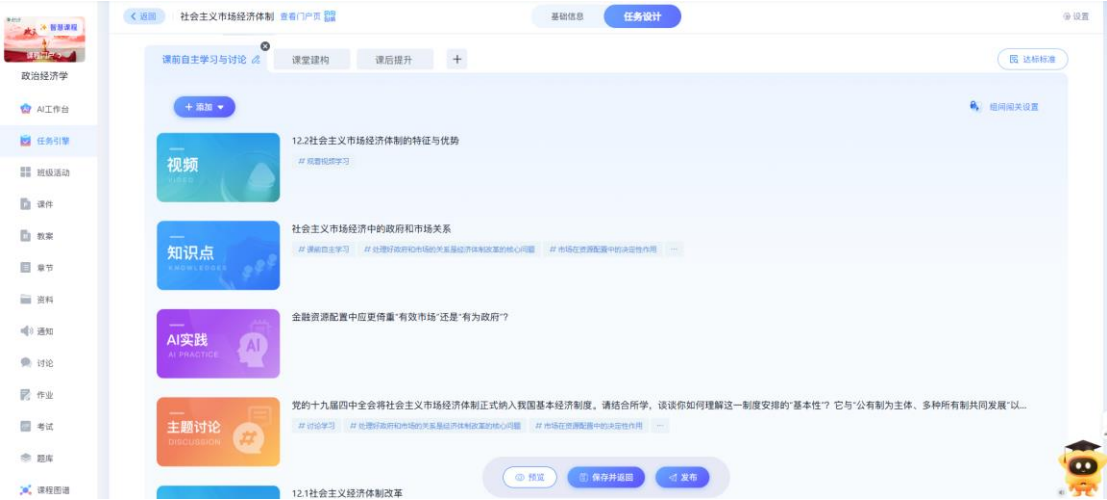 返回
社会主义市场经济体制 查看门户页
基础信息
任务设计
设置
智慧课程
课程门户
政治经济学
AI工作台
任务引擎
班级活动
课件
教案
章节
资料
通知
讨论
作业
考试
题库
课程图谱
课前自主学习与讨论
课堂建构
课后提升
+
达标标准
+ 添加
组间闯关设置
视频
VIDEO
12.2社会主义市场经济体制的特征与优势
# 观看视频学习
知识点
KNOWLEDGES
社会主义市场经济中的政府和市场关系
# 课前自主学习 # 处理好政府和市场的关系是经济体制改革的核心问题 # 市场在资源配置中的决定性作用 ...
AI实践
AI PRACTICE
AI
金融资源配置中应更倚重“有效市场”还是“有为政府”?
主题讨论
DISCUSSION
#
党的十九届四中全会将社会主义市场经济体制正式纳入我国基本经济制度。请结合所学，谈谈你如何理解这一制度安排的“基本性”？它与“公有制为主体、多种所有制共同发展”以...
# 讨论学习 # 处理好政府和市场的关系是经济体制改革的核心问题 # 市场在资源配置中的决定性作用 ...
预览
保存并返回
发布
12.1社会主义经济体制改革